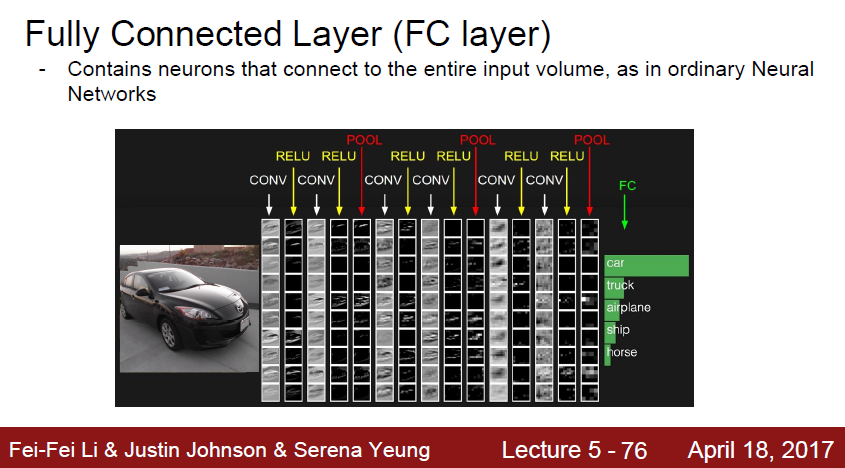 Fully Connected Layer (FC layer)
- Contains neurons that connect to the entire input volume, as in ordinary Neural
Networks
POOL POOL POOL
RELU RELU RELU RELU RELU RELU
CONV CONV CONV CONV CONV CONV
FC
car
truck
airplane
ship
horse
Fei-Fei Li & Justin Johnson & Serena Yeung Lecture 5 - 76 April 18, 2017